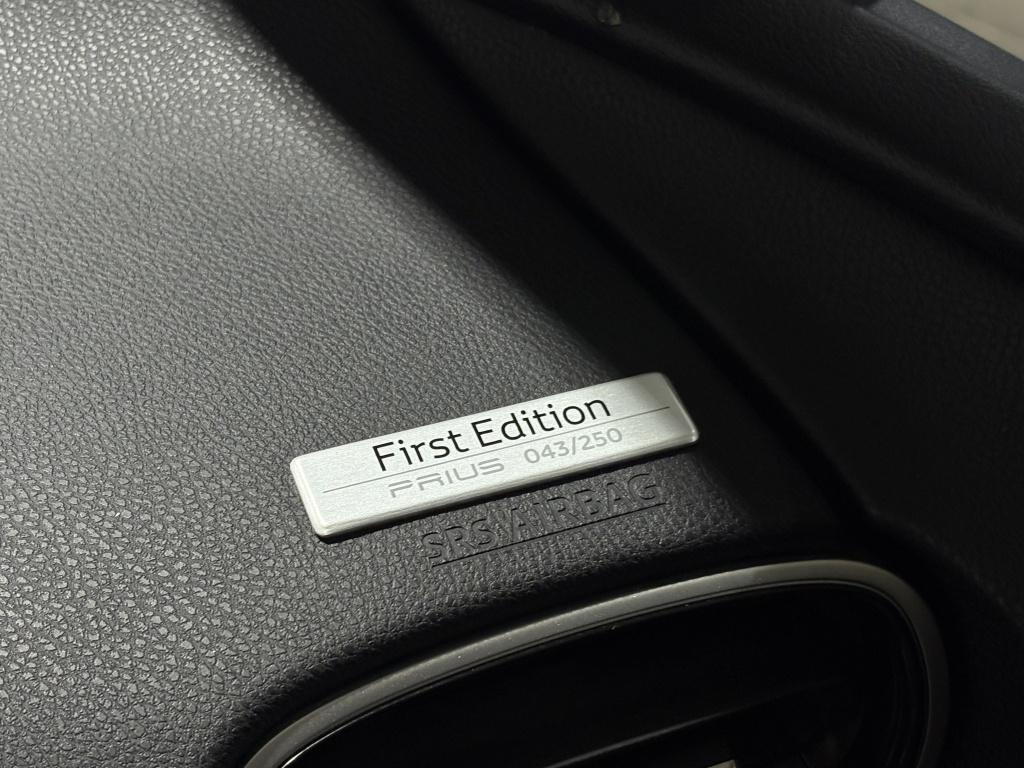 First Edition
PRIUS 043/250
SRS AIRBAG